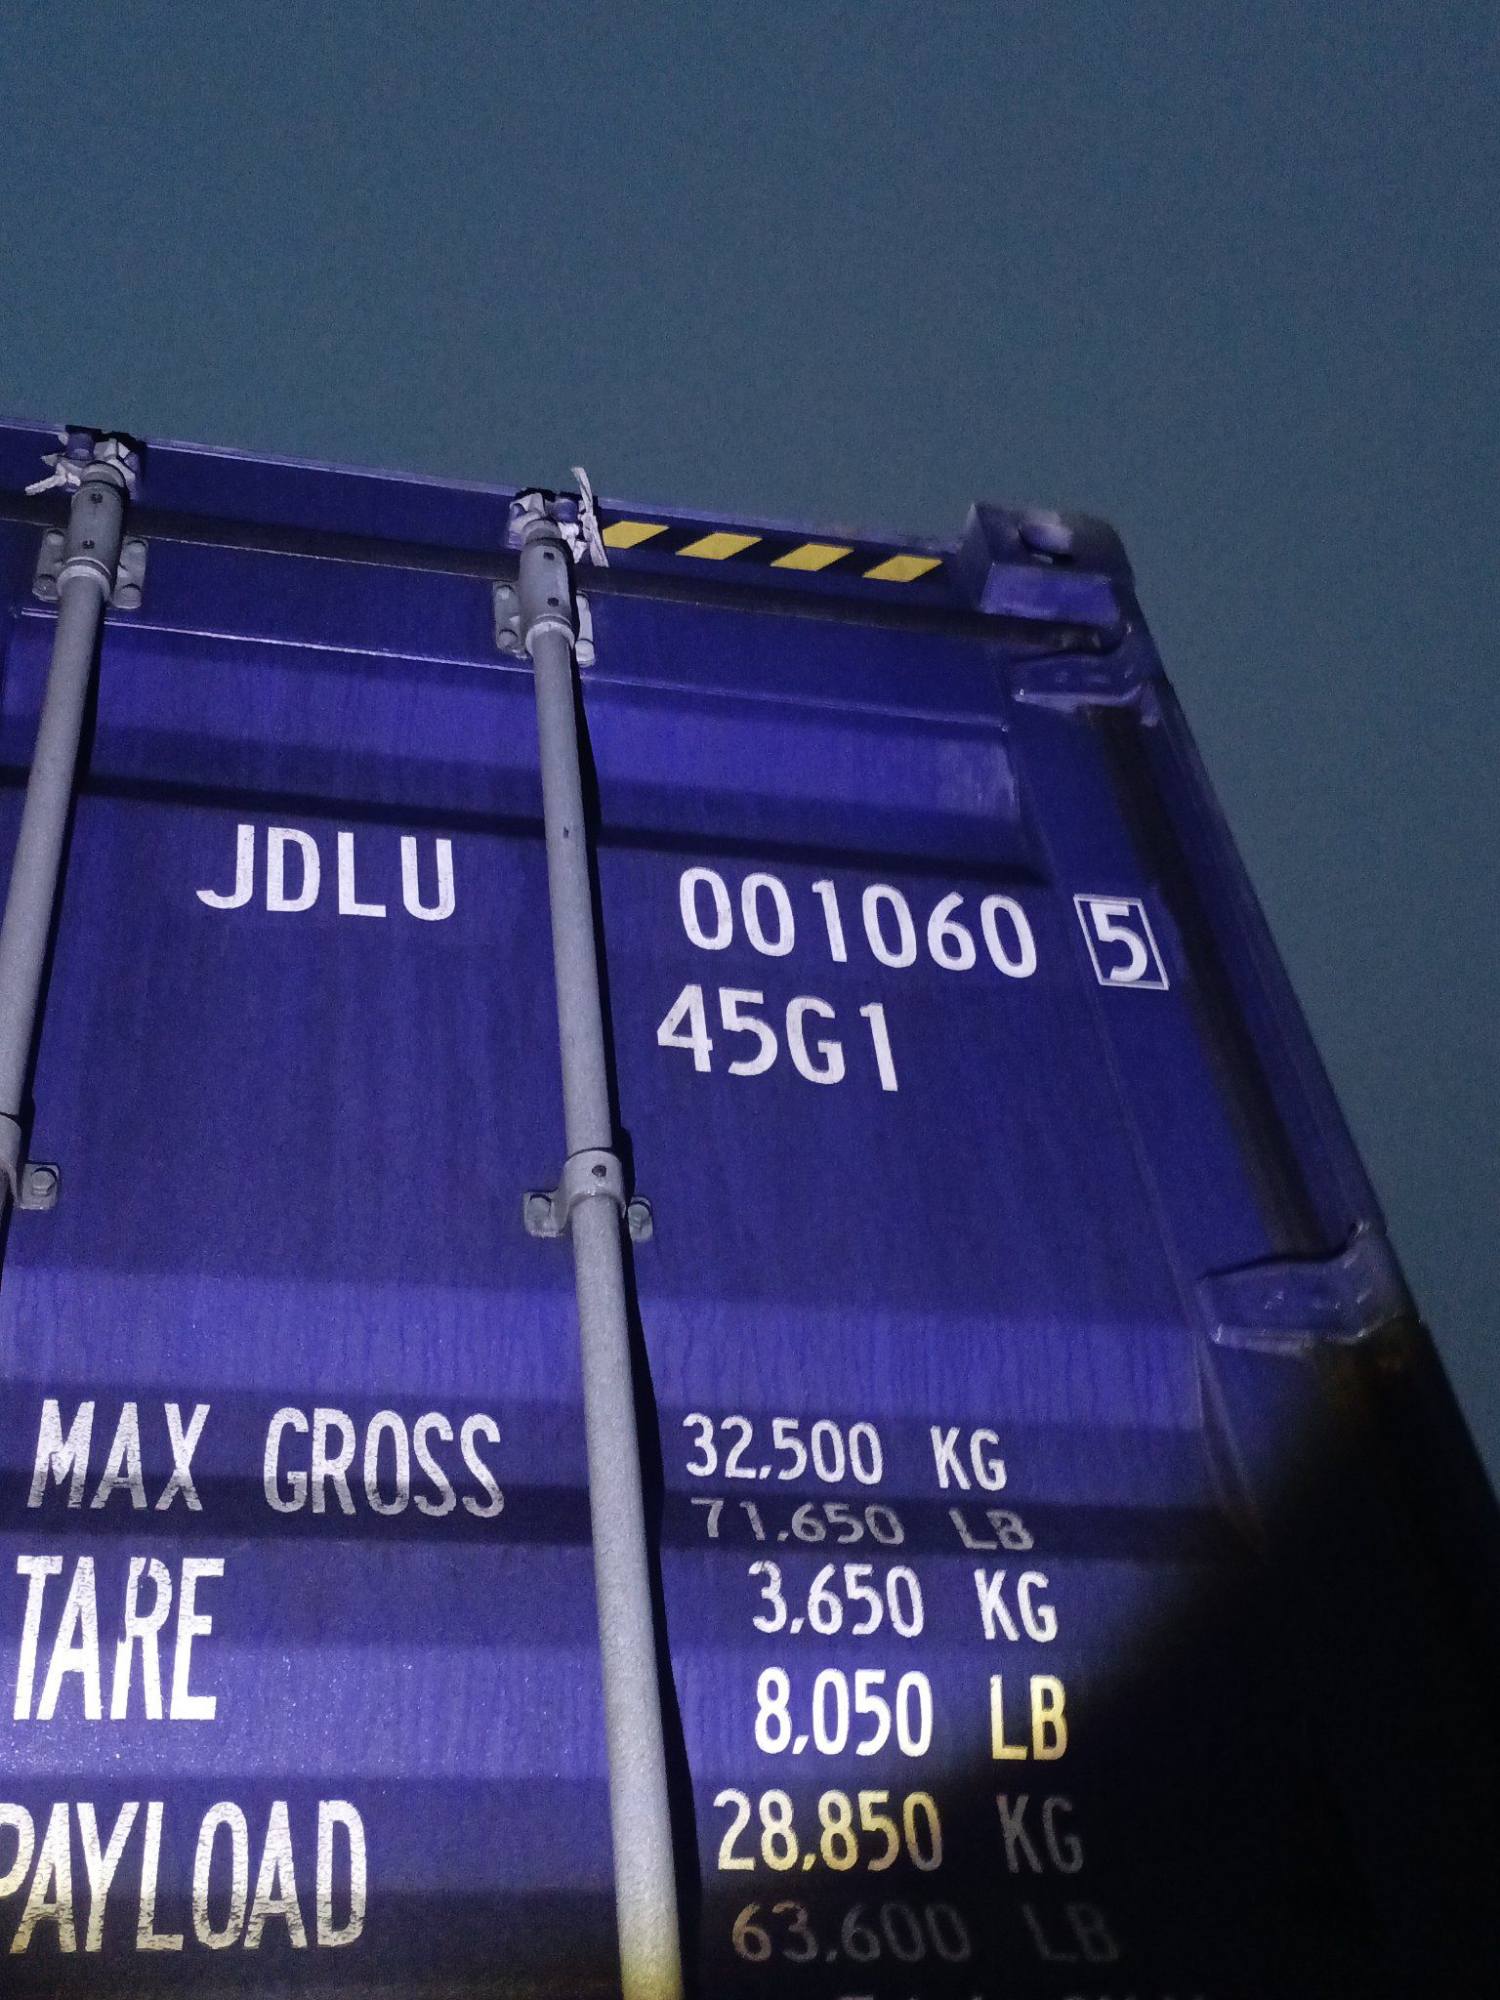 JDLU 001060 5
45G1
MAX GROSS 32,500 KG
71,650 LB
TARE 3,650 KG
8,050 LB
PAYLOAD 28,850 KG
63,600 LB